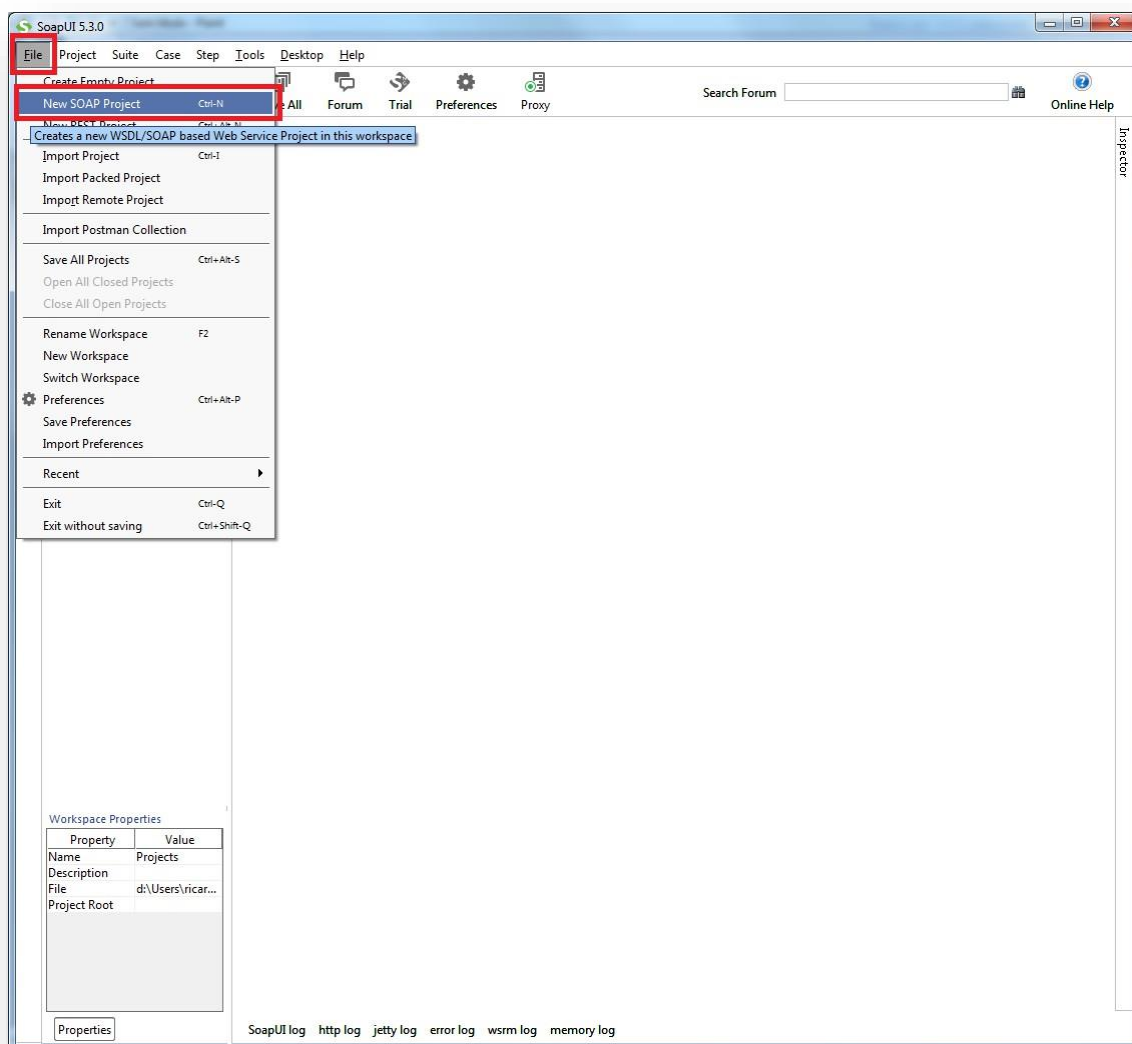 SoapUI 5.3.0
File Project Suite Case Step Tools Desktop Help
All Forum Trial Preferences Proxy Search Forum Online Help
Create Empty Project
New SOAP Project Ctrl-N
New REST Project Ctrl+Alt-N
Creates a new WSDL/SOAP based Web Service Project in this workspace
Inspector
Import Project Ctrl-I
Import Packed Project
Import Remote Project
Import Postman Collection
Save All Projects Ctrl+Alt-S
Open All Closed Projects
Close All Open Projects
Rename Workspace F2
New Workspace
Switch Workspace
Preferences Ctrl+Alt-P
Save Preferences
Import Preferences
Recent
Exit Ctrl-Q
Exit without saving Ctrl+Shift-Q
Workspace Properties
Property Value
Name Projects
Description
File d:\Users\ricar...
Project Root
Properties
SoapUI log http log jetty log error log wsrm log memory log